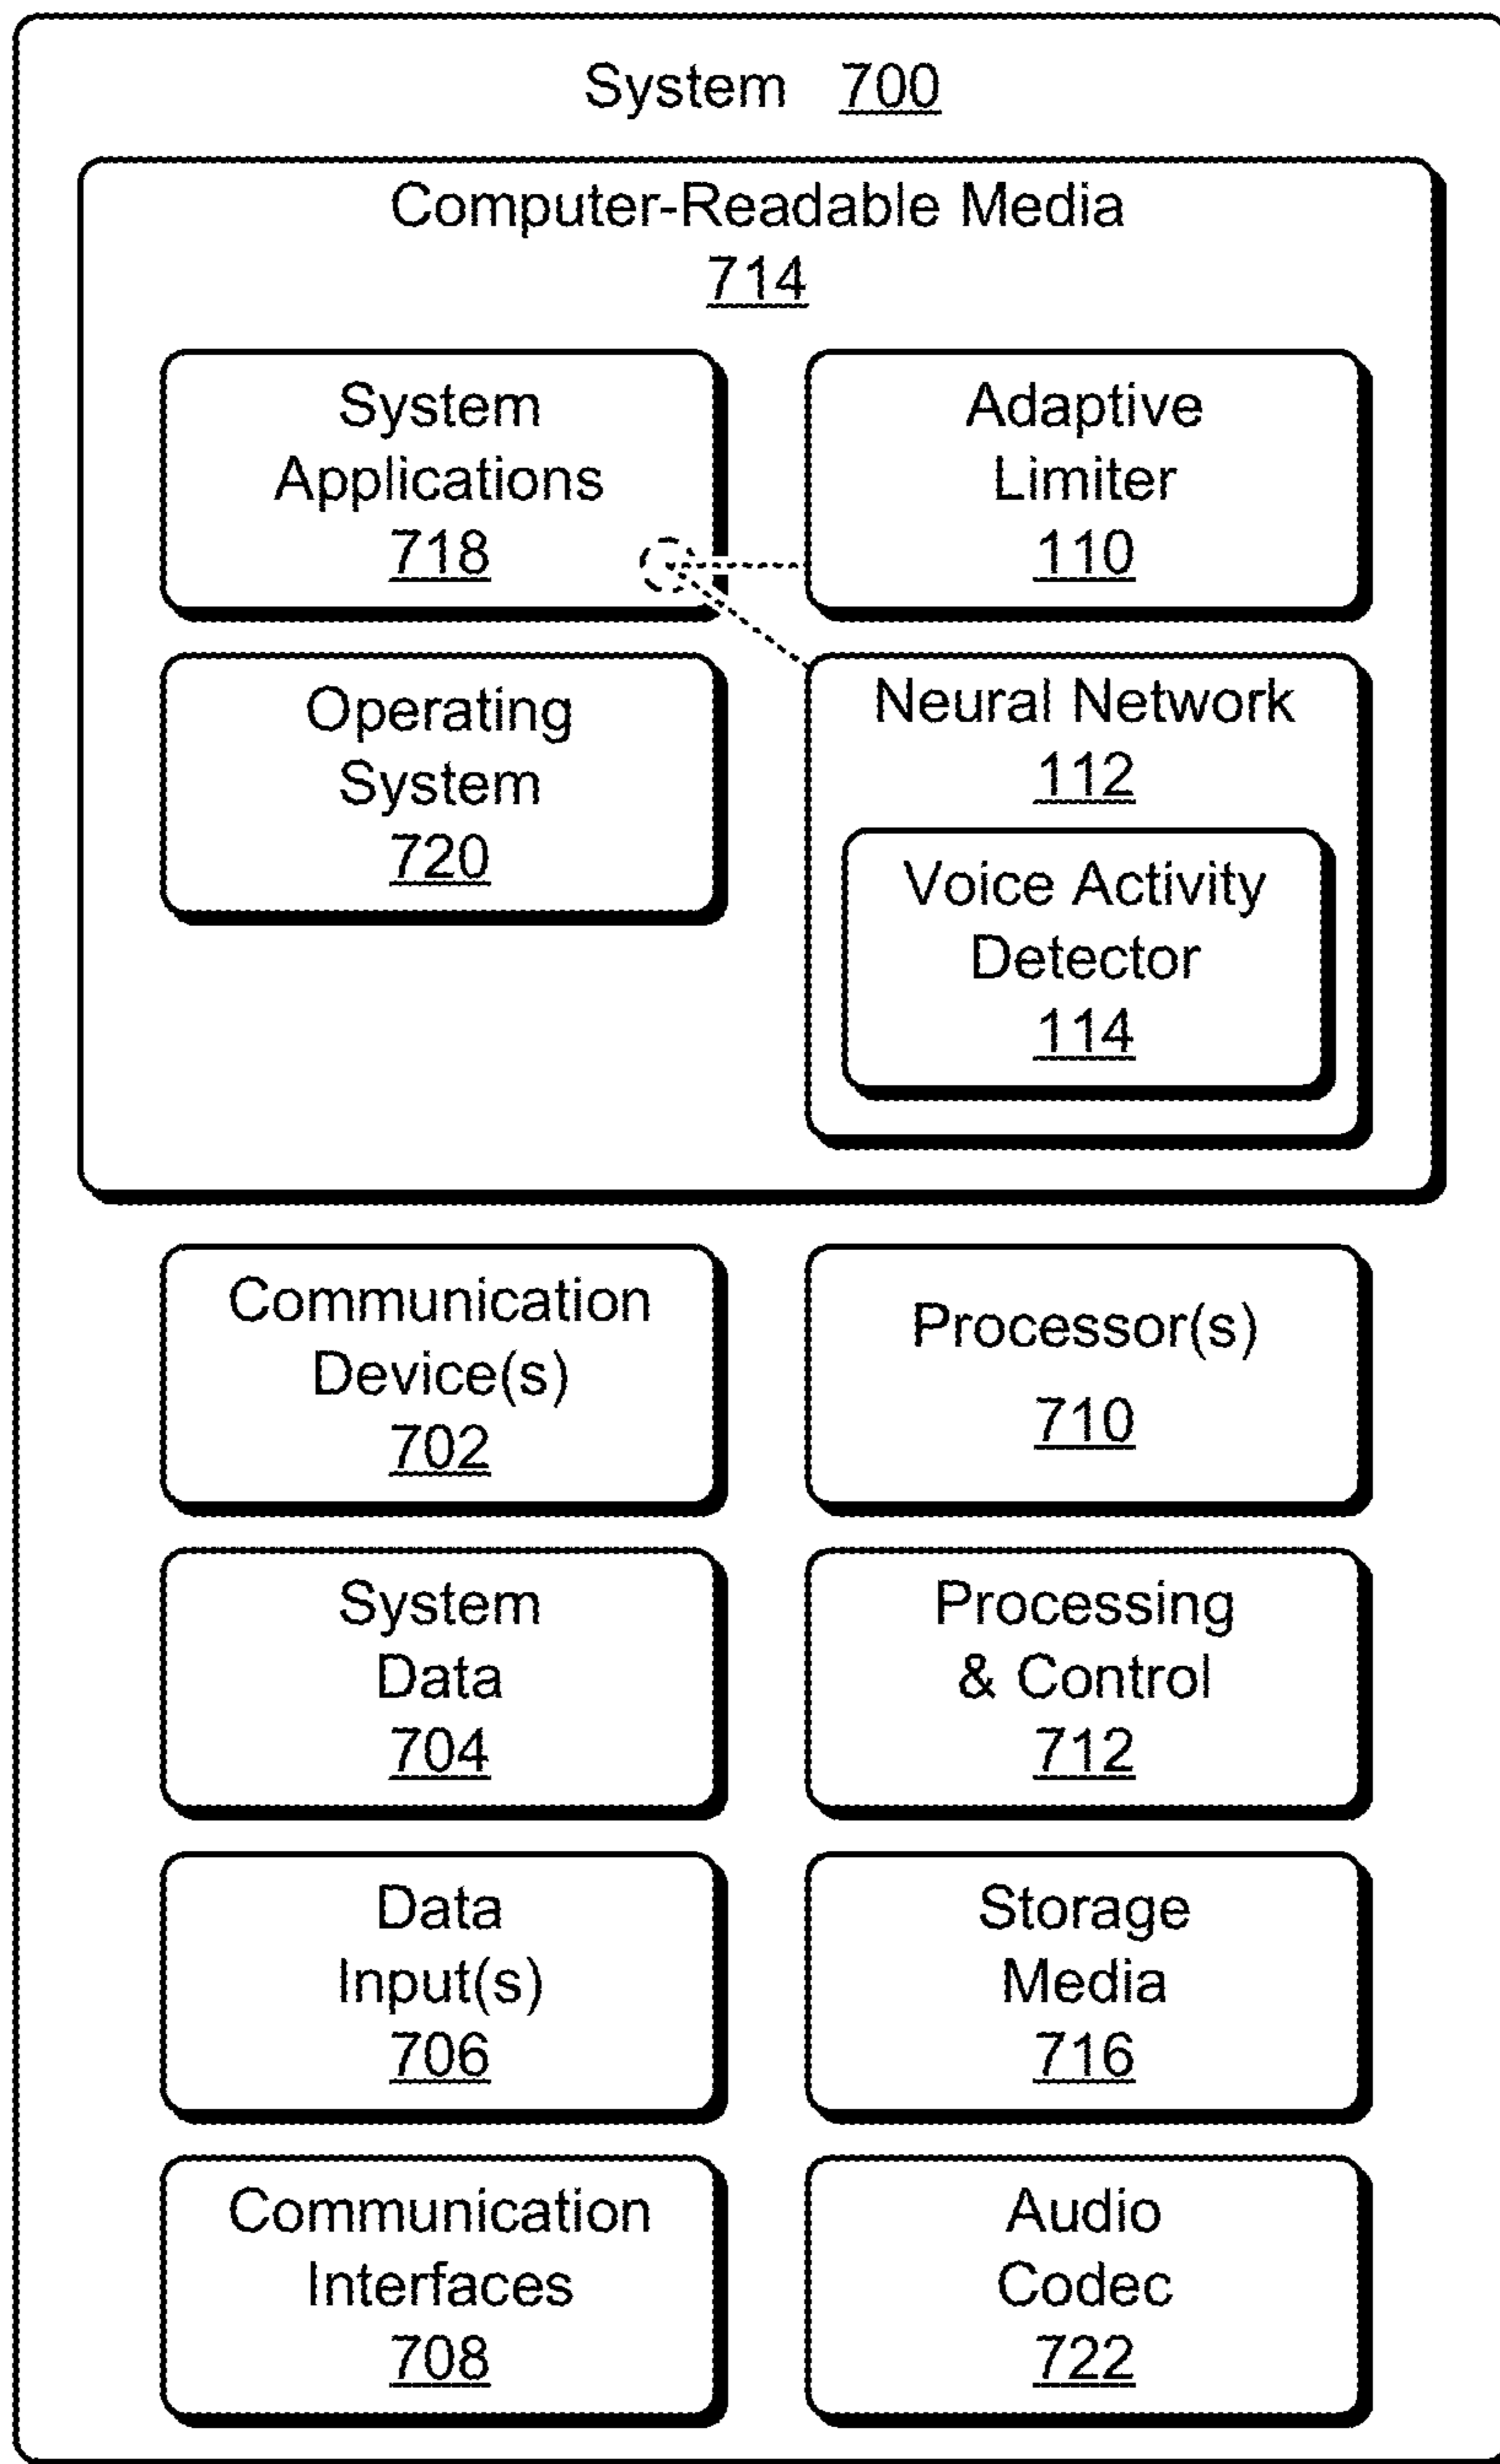 System 700
Computer-Readable Media
714
System
Applications
718
Adaptive
Limiter
110
Operating
System
720
Neural Network
112
Voice Activity
Detector
114
Communication
Device(s)
702
Processor(s)
710
System
Data
704
Processing
& Control
712
Data
Input(s)
706
Storage
Media
716
Communication
Interfaces
708
Audio
Codec
722